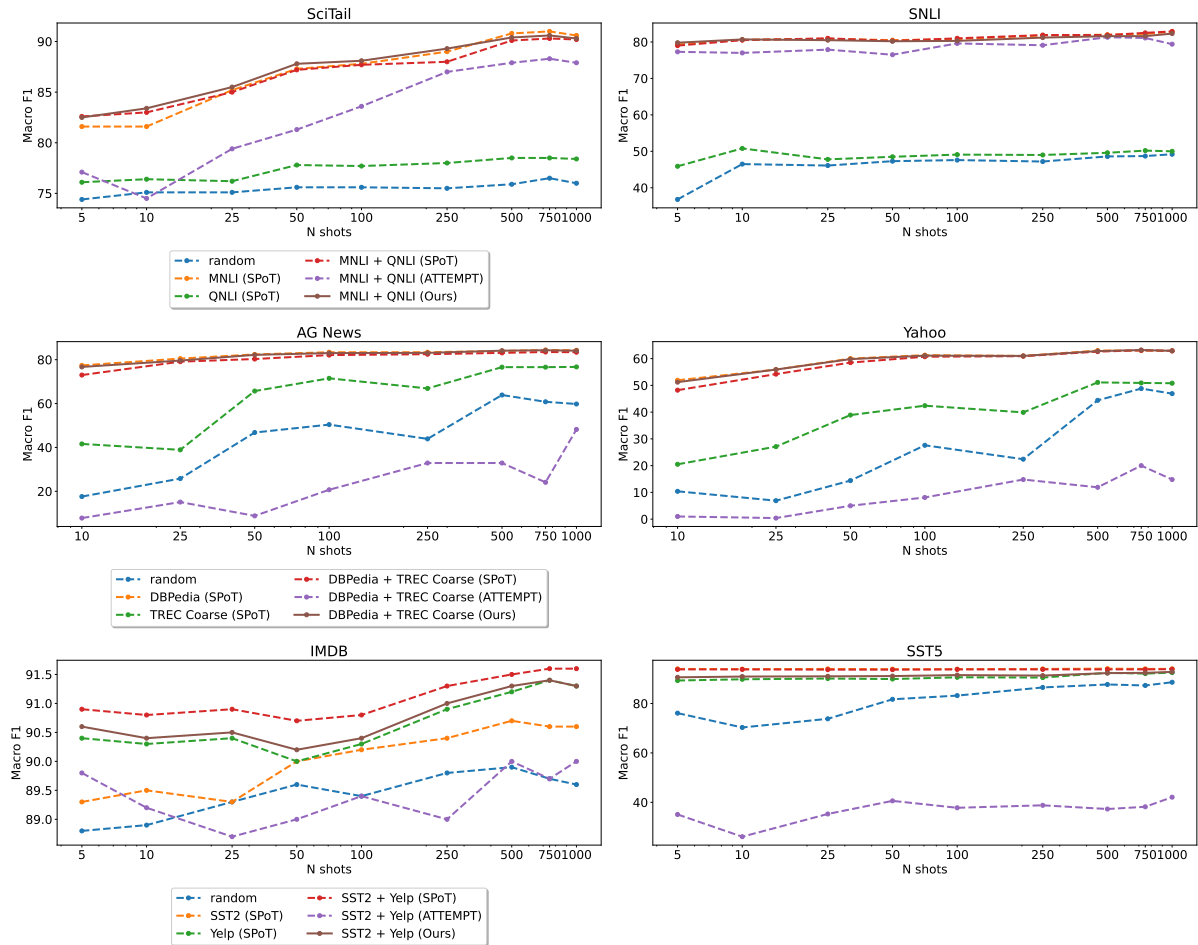 SciTail
SNLI
Macro F1
90
85
80
75
5 10 25 50 100 250 500 750 1000
N shots
Macro F1
80
70
60
50
40
5 10 25 50 100 250 500 7501000
N shots
random
MNLI (SPoT)
QNLI (SPoT)
MNLI + QNLI (SPoT)
MNLI + QNLI (ATTEMPT)
MNLI + QNLI (Ours)
AG News
Yahoo
Macro F1
80
60
40
20
10 25 50 100 250 500 750 1000
N shots
Macro F1
60
50
40
30
20
10
0
10 25 50 100 250 500 750 1000
N shots
random
DBPedia (SPoT)
TREC Coarse (SPoT)
DBPedia + TREC Coarse (SPoT)
DBPedia + TREC Coarse (ATTEMPT)
DBPedia + TREC Coarse (Ours)
IMDB
SST5
Macro F1
91.5
91.0
90.5
90.0
89.5
89.0
5 10 25 50 100 250 500 7501000
N shots
Macro F1
80
60
40
5 10 25 50 100 250 500 7501000
N shots
random
SST2 (SPoT)
Yelp (SPoT)
SST2 + Yelp (SPoT)
SST2 + Yelp (ATTEMPT)
SST2 + Yelp (Ours)